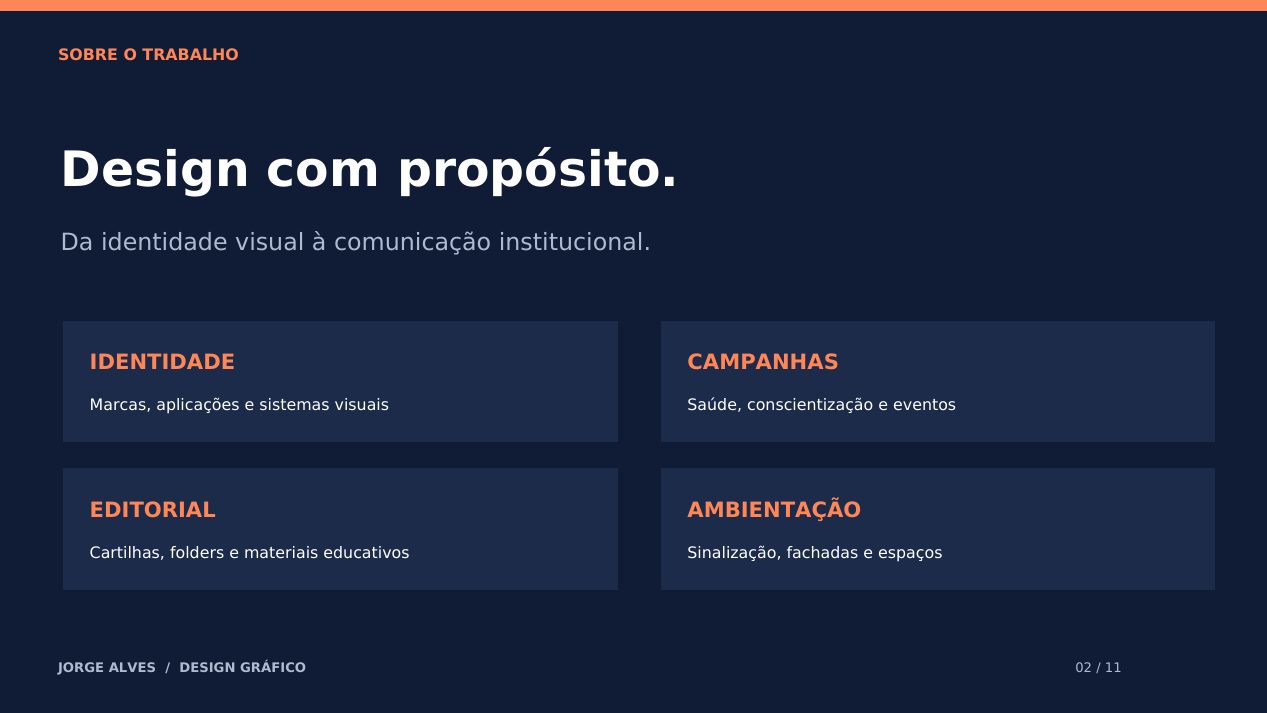 SOBRE O TRABALHO
Design com propósito.
Da identidade visual à comunicação institucional.
IDENTIDADE
Marcas, aplicações e sistemas visuais
CAMPANHAS
Saúde, conscientização e eventos
EDITORIAL
Cartilhas, folders e materiais educativos
AMBIENTAÇÃO
Sinalização, fachadas e espaços
JORGE ALVES / DESIGN GRÁFICO
02 / 11